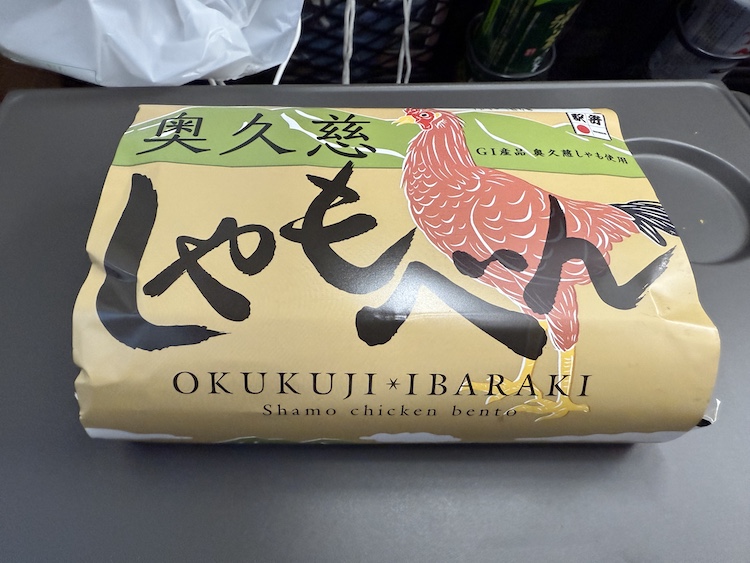 奥久慈
駅弁
GI産品 奥久慈しゃも使用
しゃもべん
OKUKUJI*IBARAKI
Shamo chicken bento